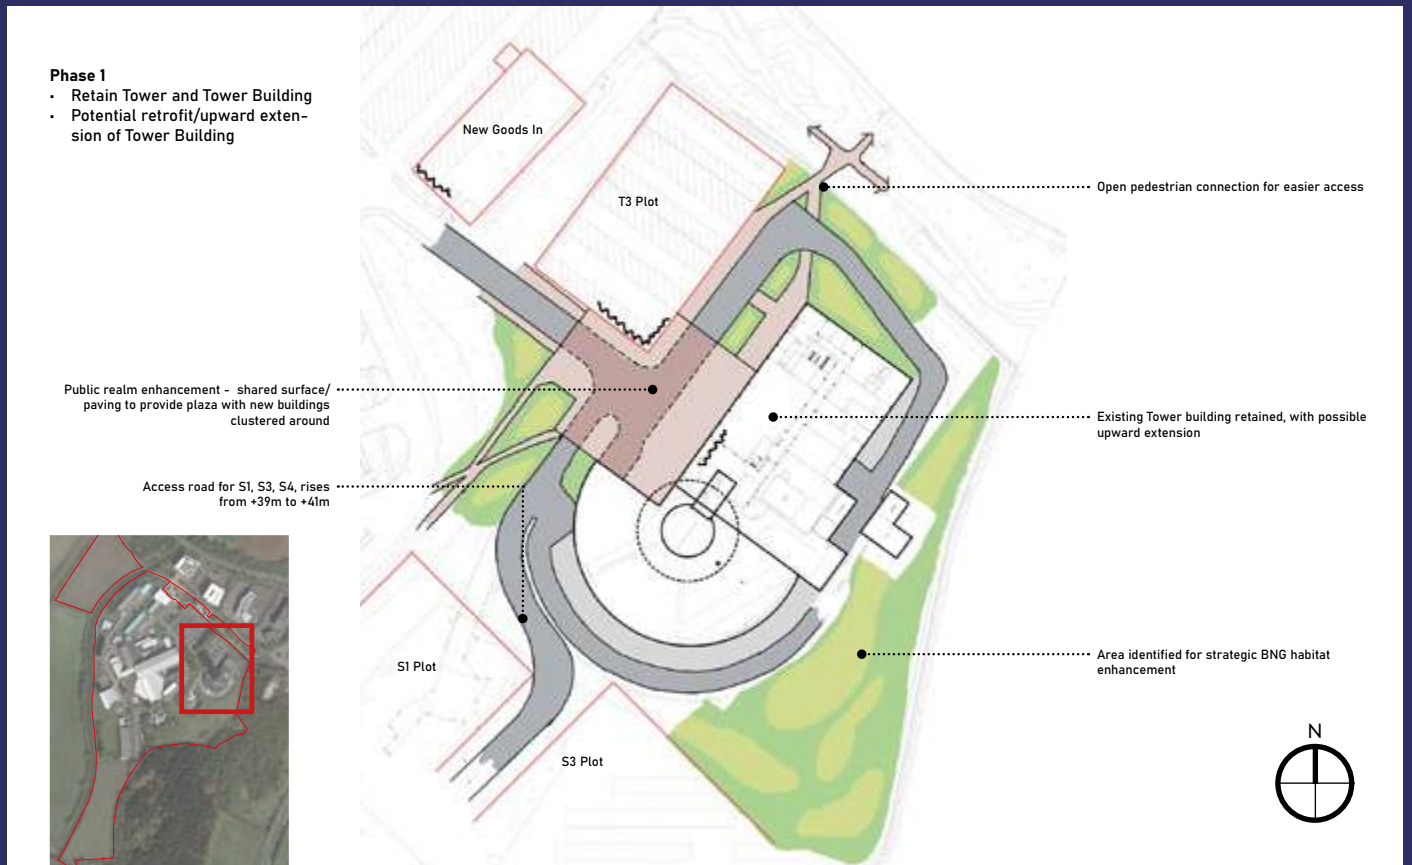 Phase 1
• Retain Tower and Tower Building
• Potential retrofit/upward exten-
sion of Tower Building
New Goods In
T3 Plot
Open pedestrian connection for easier access
Public realm enhancement - shared surface/
paving to provide plaza with new buildings
clustered around
Existing Tower building retained, with possible
upward extension
Access road for S1, S3, S4, rises
from +39m to +41m
S1 Plot
Area identified for strategic BNG habitat
enhancement
S3 Plot
N